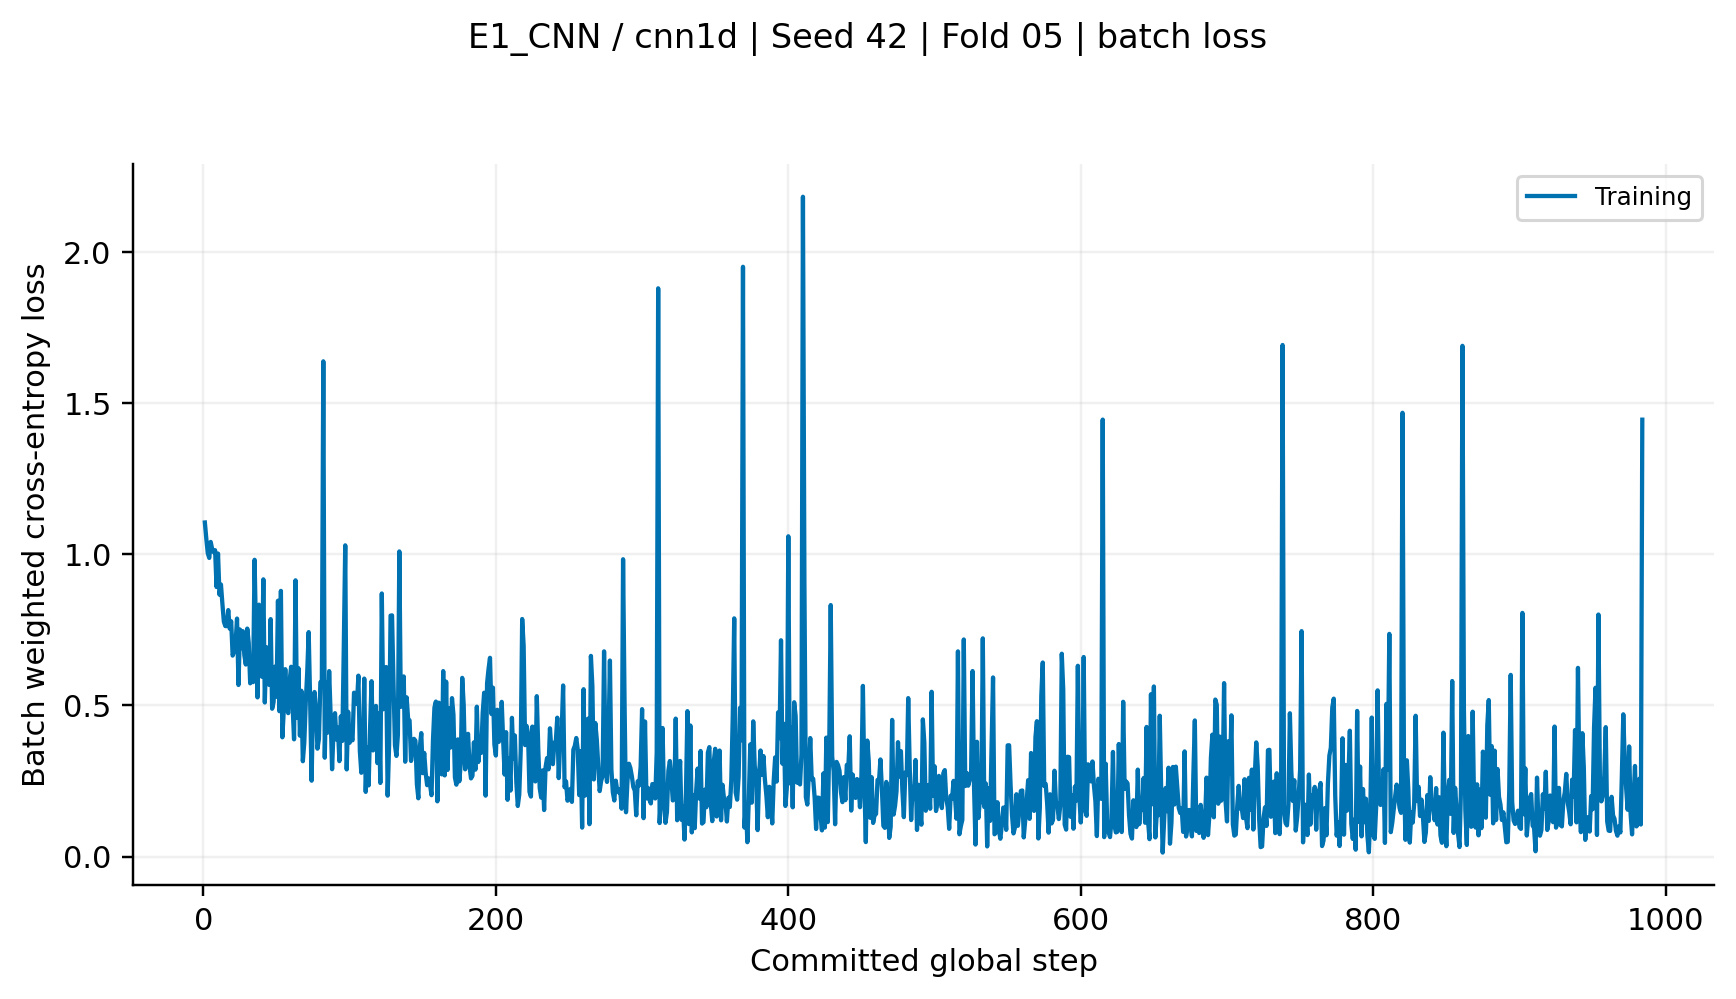 E1_CNN / cnn1d | Seed 42 | Fold 05 | batch loss
Training
Batch weighted cross-entropy loss
2.0
1.5
1.0
0.5
0.0
0 200 400 600 800 1000
Committed global step